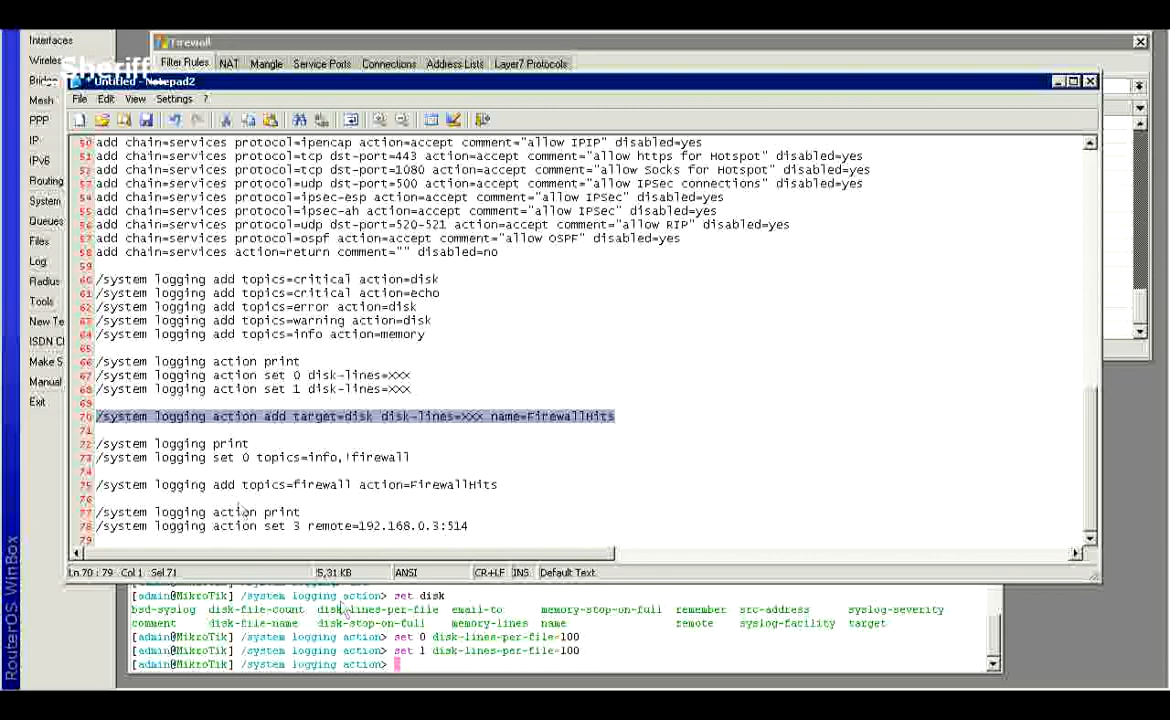 Interfaces
Wireles
Bridge
Mesh
PPP
IP
IPv6
Routing
System
Queues
Files
Log
Radius
Tools
New Te
ISDN Cl
Make S
Manual
Exit
RouterOS WinBox
Sheriff
Firewall
Filter Rules NAT Mangle Service Ports Connections Address Lists Layer7 Protocols
* Untitled - Notepad2
File Edit View Settings ?
50 add chain=services protocol=ipencap action=accept comment="allow IPIP" disabled=yes
51 add chain=services protocol=tcp dst-port=443 action=accept comment="allow https for Hotspot" disabled=yes
52 add chain=services protocol=tcp dst-port=1080 action=accept comment="allow Socks for Hotspot" disabled=yes
53 add chain=services protocol=udp dst-port=500 action=accept comment="allow IPSec connections" disabled=yes
54 add chain=services protocol=ipsec-esp action=accept comment="allow IPSec" disabled=yes
55 add chain=services protocol=ipsec-ah action=accept comment="allow IPSec" disabled=yes
56 add chain=services protocol=udp dst-port=520-521 action=accept comment="allow RIP" disabled=yes
57 add chain=services protocol=ospf action=accept comment="allow OSPF" disabled=yes
58 add chain=services action=return comment="" disabled=no
59
60 /system logging add topics=critical action=disk
61 /system logging add topics=critical action=echo
62 /system logging add topics=error action=disk
63 /system logging add topics=warning action=disk
64 /system logging add topics=info action=memory
65
66 /system logging action print
67 /system logging action set 0 disk-lines=XXX
68 /system logging action set 1 disk-lines=XXX
69
70 /system logging action add target=disk disk-lines=XXX name=FirewallHits
71
72 /system logging print
73 /system logging set 0 topics=info,!firewall
74
75 /system logging add topics=firewall action=FirewallHits
76
77 /system logging action print
78 /system logging action set 3 remote=192.168.0.3:514
79
Ln 70 : 79 Col 1 Sel 71 5,31 KB ANSI CR+LF INS Default Text
[admin@MikroTik] /system logging action> set disk
bsd-syslog disk-file-count disk-lines-per-file email-to memory-stop-on-full remember src-address syslog-severity
comment disk-file-name disk-stop-on-full memory-lines name remote syslog-facility target
[admin@MikroTik] /system logging action> set 0 disk-lines-per-file=100
[admin@MikroTik] /system logging action> set 1 disk-lines-per-file=100
[admin@MikroTik] /system logging action>